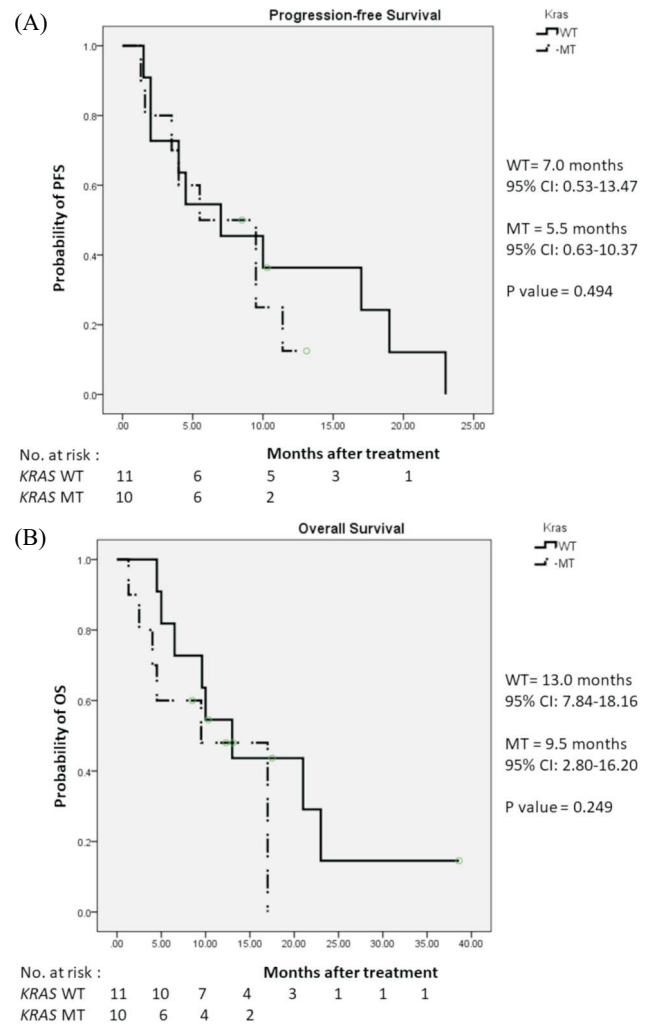 (A)
Progression-free Survival
Kras
WT
-MT
Probability of PFS
1.0
0.8
0.6
0.4
0.2
0.0
.00 5.00 10.00 15.00 20.00 25.00
WT= 7.0 months
95% CI: 0.53-13.47
MT = 5.5 months
95% CI: 0.63-10.37
P value = 0.494
No. at risk : Months after treatment
KRAS WT 11 6 5 3 1
KRAS MT 10 6 2
(B)
Overall Survival
Kras
WT
-MT
Probability of OS
1.0
0.8
0.6
0.4
0.2
0.0
.00 5.00 10.00 15.00 20.00 25.00 30.00 35.00 40.00
WT= 13.0 months
95% CI: 7.84-18.16
MT = 9.5 months
95% CI: 2.80-16.20
P value = 0.249
No. at risk : Months after treatment
KRAS WT 11 10 7 4 3 1 1 1
KRAS MT 10 6 4 2